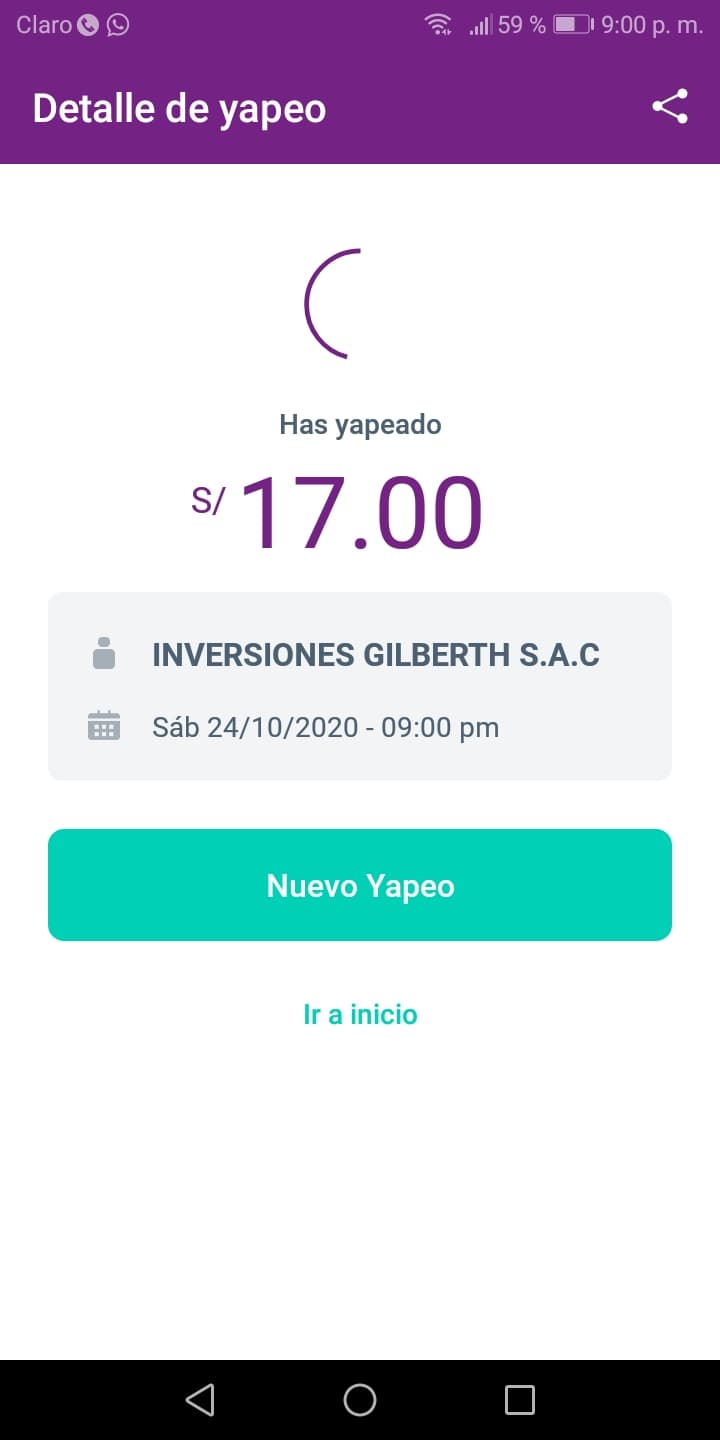 Claro 59 % 9:00 p. m.
Detalle de yapeo
Has yapeado
S/ 17.00
INVERSIONES GILBERTH S.A.C
Sáb 24/10/2020 - 09:00 pm
Nuevo Yapeo
Ir a inicio